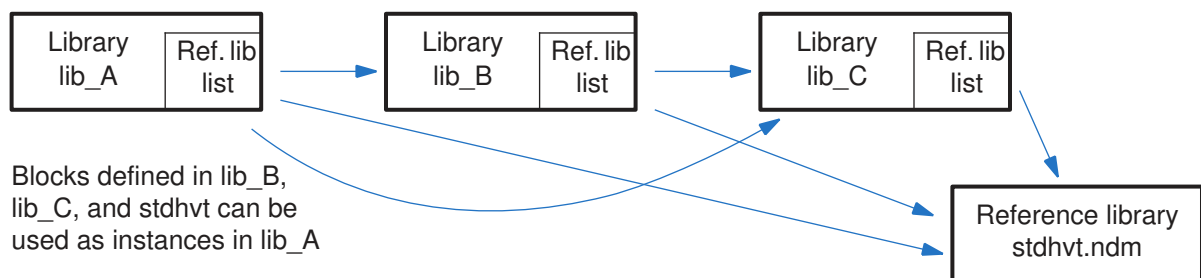 Library
lib_A
Ref. lib
list
Library
lib_B
Ref. lib
list
Library
lib_C
Ref. lib
list
Blocks defined in lib_B,
lib_C, and stdhvt can be
used as instances in lib_A
Reference library
stdhvt.ndm